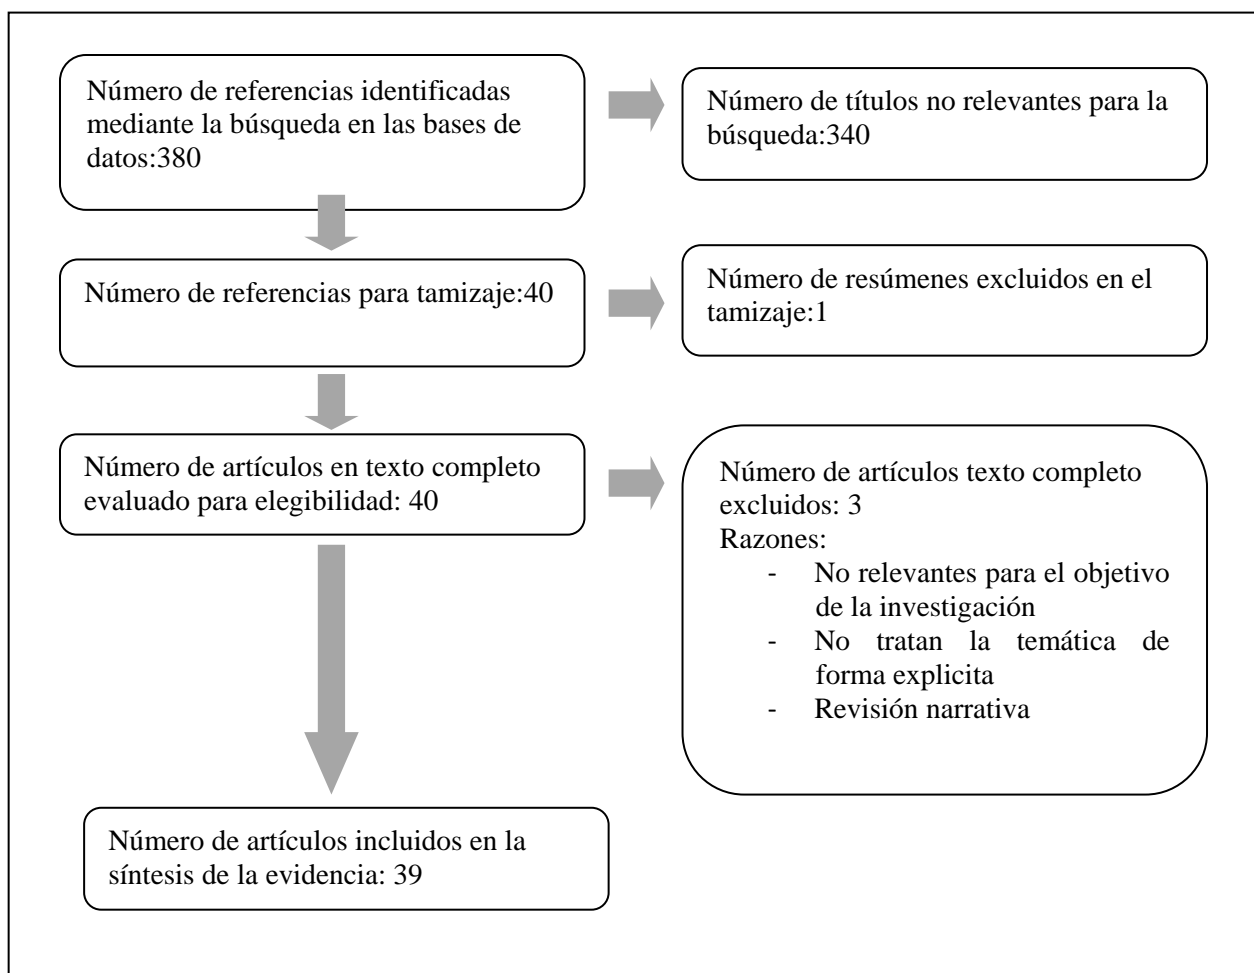 Número de referencias identificadas
mediante la búsqueda en las bases de
datos:380
Número de títulos no relevantes para la
búsqueda:340
Número de referencias para tamizaje:40
Número de resúmenes excluidos en el
tamizaje:1
Número de artículos en texto completo
evaluado para elegibilidad: 40
Número de artículos texto completo
excluidos: 3
Razones:
- No relevantes para el objetivo
de la investigación
- No tratan la temática de
forma explicita
- Revisión narrativa
Número de artículos incluidos en la
síntesis de la evidencia: 39